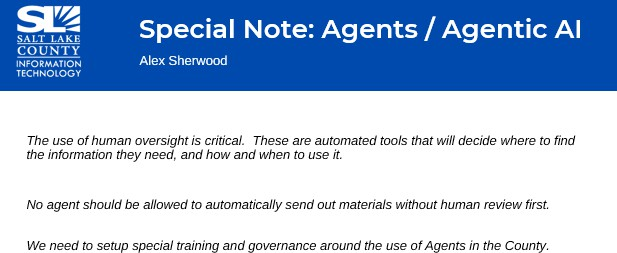 SL
SALT LAKE
COUNTY
INFORMATION
TECHNOLOGY
Special Note: Agents / Agentic AI
Alex Sherwood
The use of human oversight is critical.  These are automated tools that will decide where to find
the information they need, and how and when to use it.
No agent should be allowed to automatically send out materials without human review first.
We need to setup special training and governance around the use of Agents in the County.